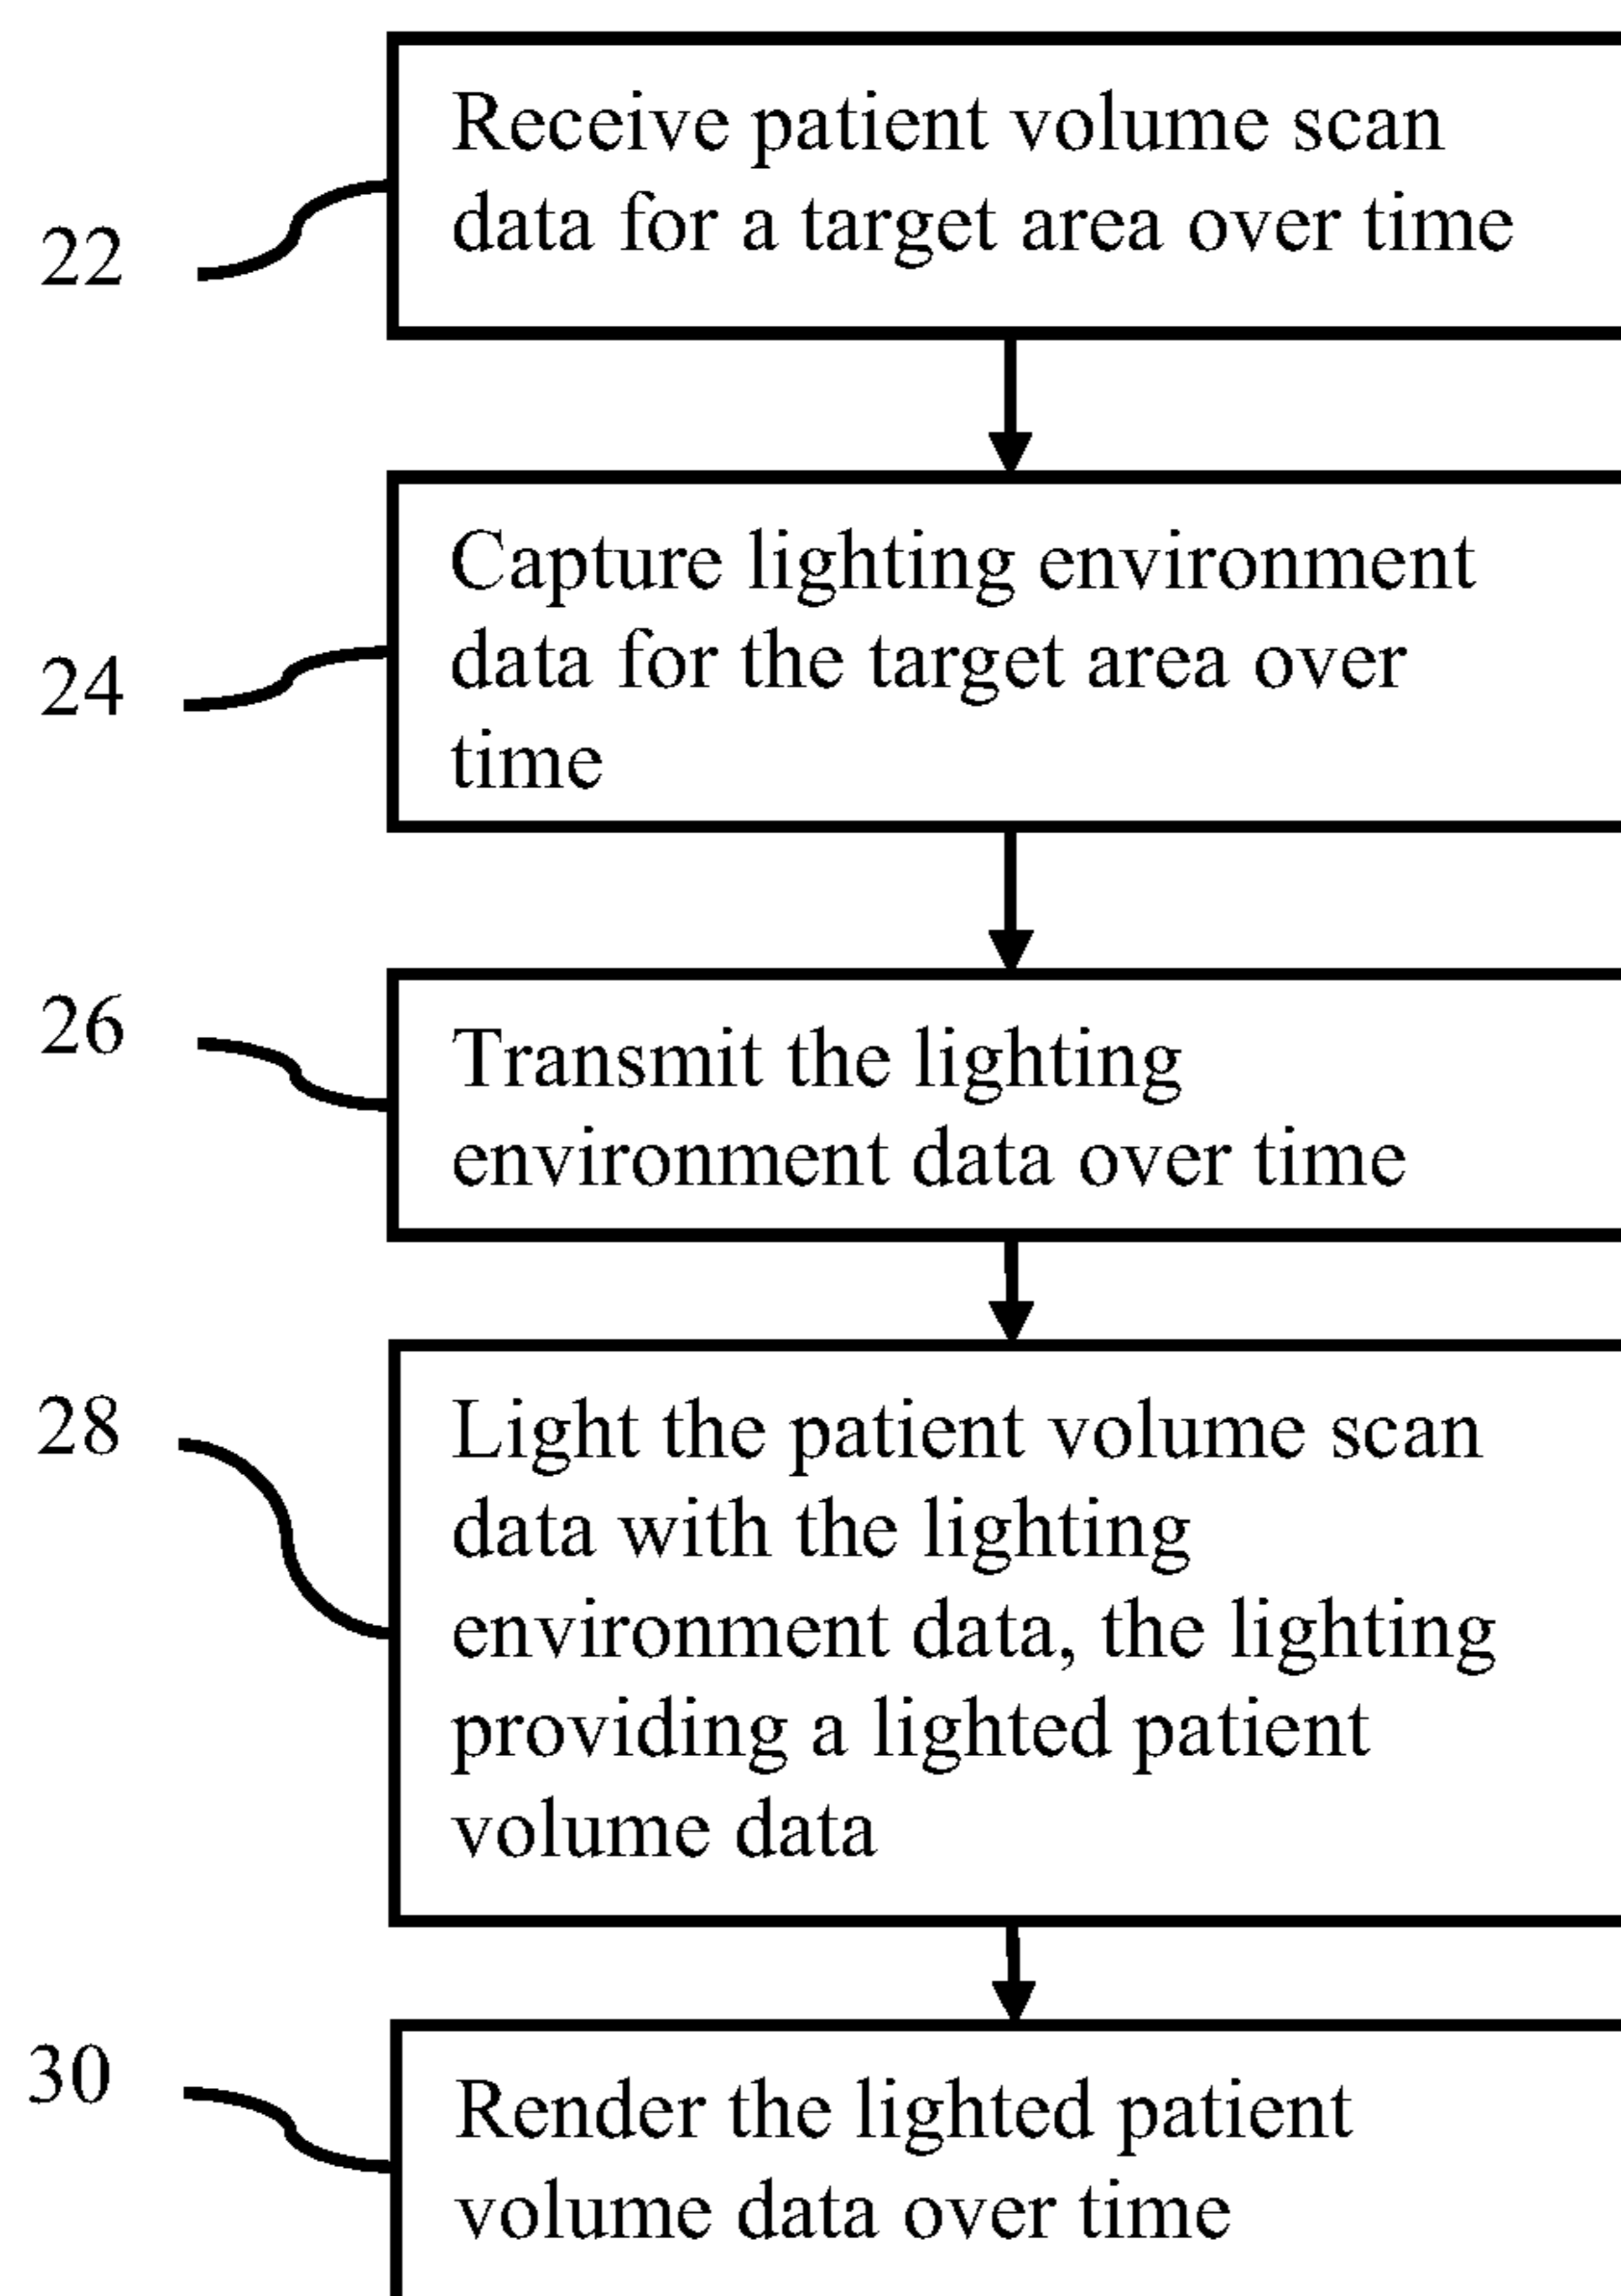 Receive patient volume scan
data for a target area over time
22
Capture lighting environment
data for the target area over
time
24
26
Transmit the lighting
environment data over time
28
Light the patient volume scan
data with the lighting
environment data, the lighting
providing a lighted patient
volume data
30
Render the lighted patient
volume data over time